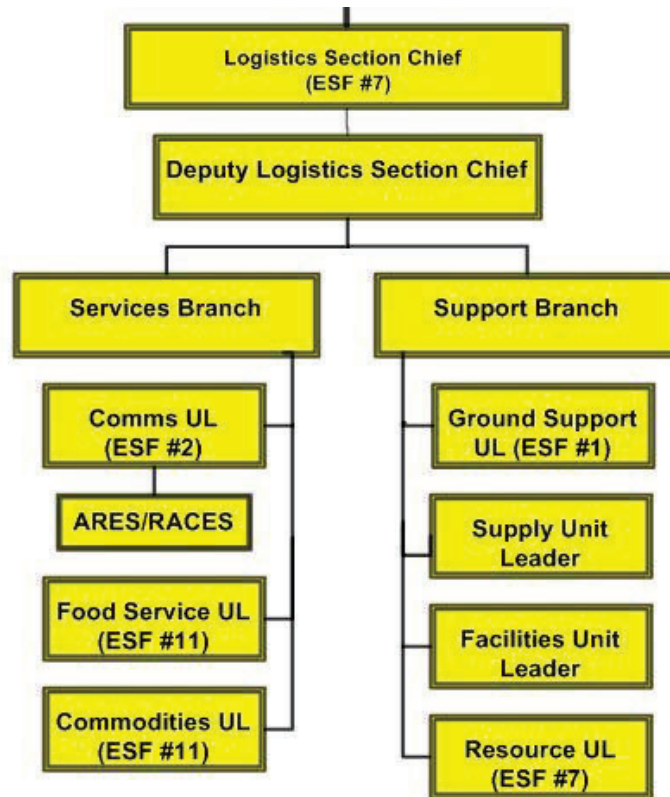 Logistics Section Chief
(ESF #7)
Deputy Logistics Section Chief
Services Branch
Support Branch
Comms UL
(ESF #2)
ARES/RACES
Food Service UL
(ESF #11)
Commodities UL
(ESF #11)
Ground Support
UL (ESF #1)
Supply Unit
Leader
Facilities Unit
Leader
Resource UL
(ESF #7)